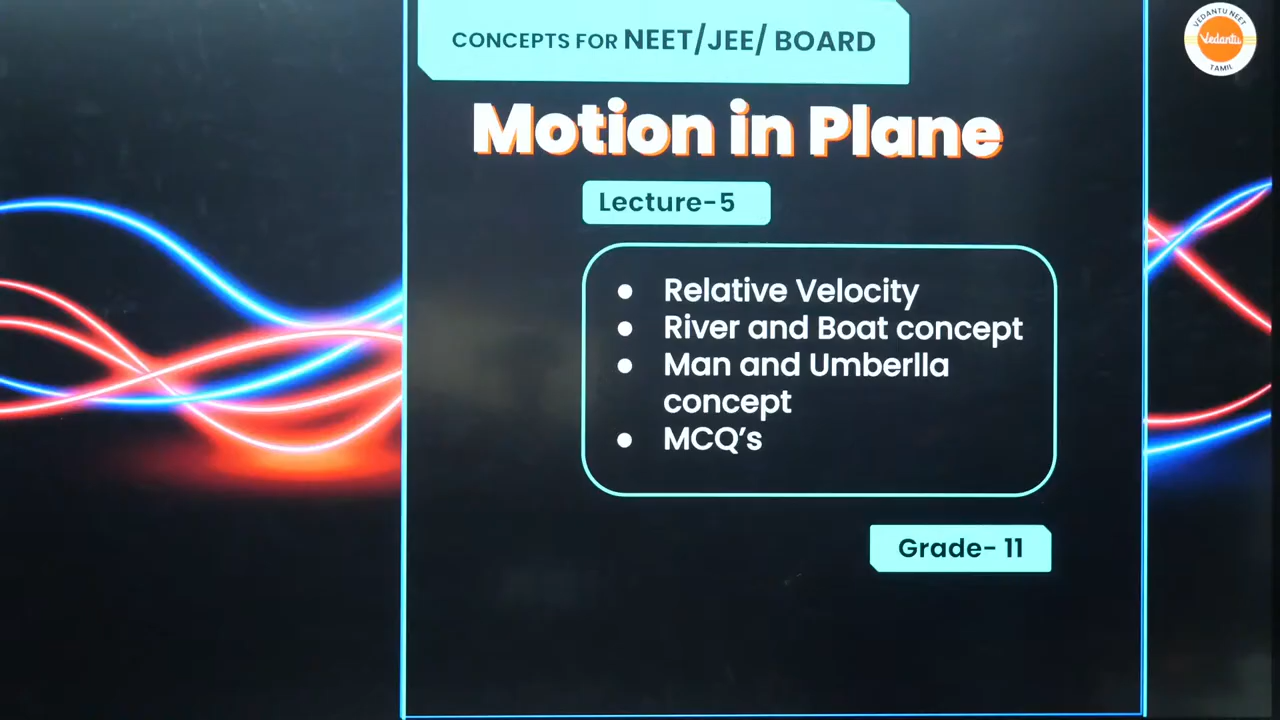 CONCEPTS FOR NEET/JEE/ BOARD
VEDANTU NEET
Vedantu
TAMIL
Motion in Plane
Lecture-5
● Relative Velocity
● River and Boat concept
● Man and Umberlla
concept
● MCQ's
Grade- 11